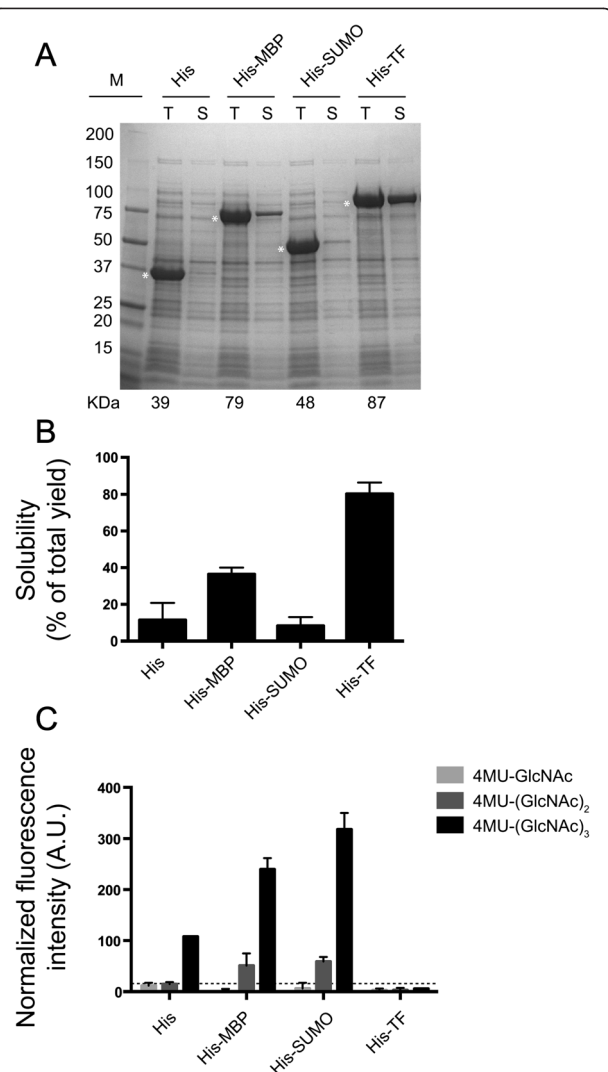 A
M His His-MBP His-SUMO His-TF
T S T S T S T S
200
150
100
75
50
37
25
20
15
* * * *
KDa 39 79 48 87
B
Solubility
(% of total yield)
100
80
60
40
20
0
His His-MBP His-SUMO His-TF
C
Normalized fluorescence
intensity (A.U.)
400
300
200
100
0
His His-MBP His-SUMO His-TF
4MU-GlcNAc
4MU-(GlcNAc)₂
4MU-(GlcNAc)₃